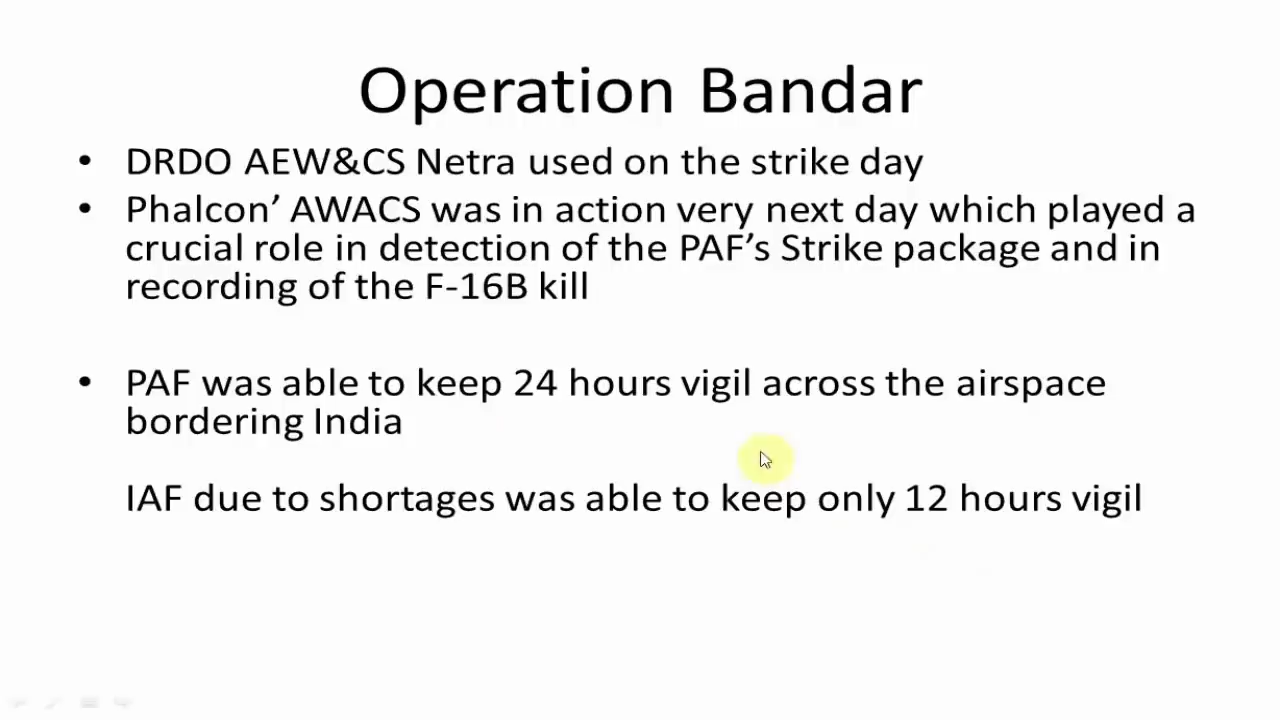 Operation Bandar
• DRDO AEW&CS Netra used on the strike day
• Phalcon’ AWACS was in action very next day which played a
crucial role in detection of the PAF’s Strike package and in
recording of the F-16B kill
• PAF was able to keep 24 hours vigil across the airspace
bordering India
IAF due to shortages was able to keep only 12 hours vigil